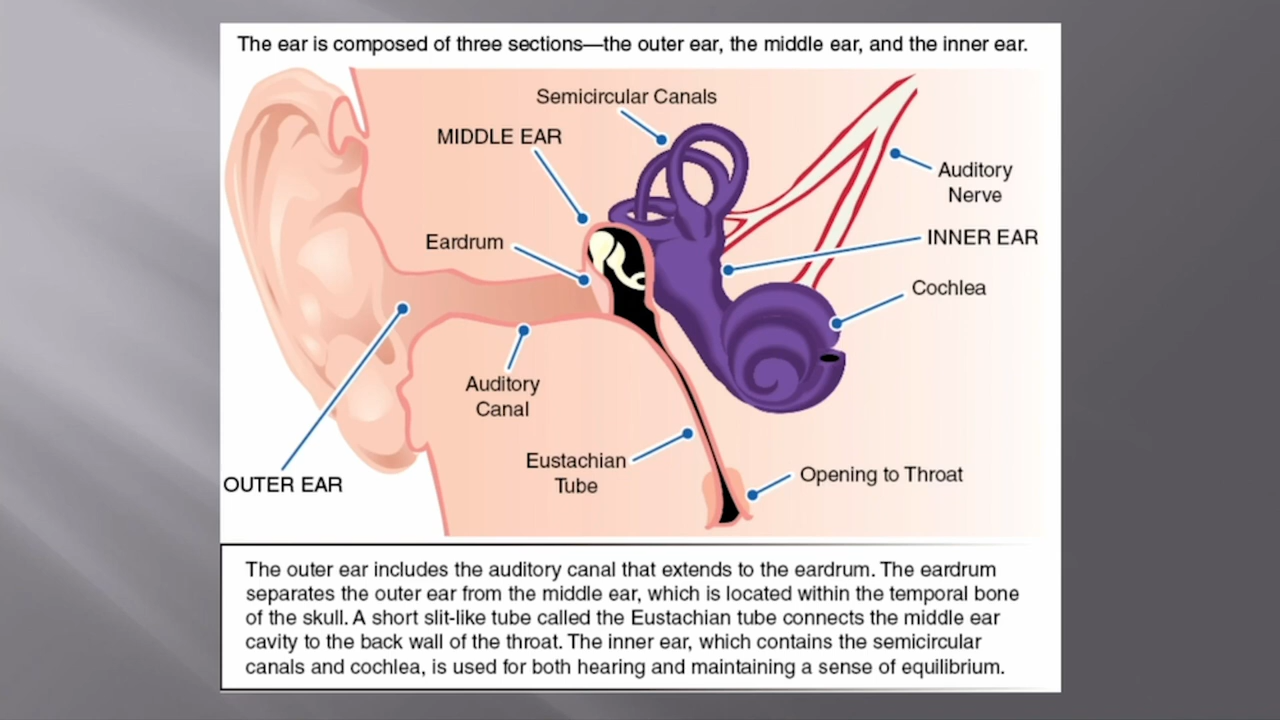 The ear is composed of three sections—the outer ear, the middle ear, and the inner ear.
Semicircular Canals
MIDDLE EAR
Auditory
Nerve
INNER EAR
Eardrum
Cochlea
Auditory
Canal
Eustachian
Tube
Opening to Throat
OUTER EAR
The outer ear includes the auditory canal that extends to the eardrum. The eardrum
separates the outer ear from the middle ear, which is located within the temporal bone
of the skull. A short slit-like tube called the Eustachian tube connects the middle ear
cavity to the back wall of the throat. The inner ear, which contains the semicircular
canals and cochlea, is used for both hearing and maintaining a sense of equilibrium.